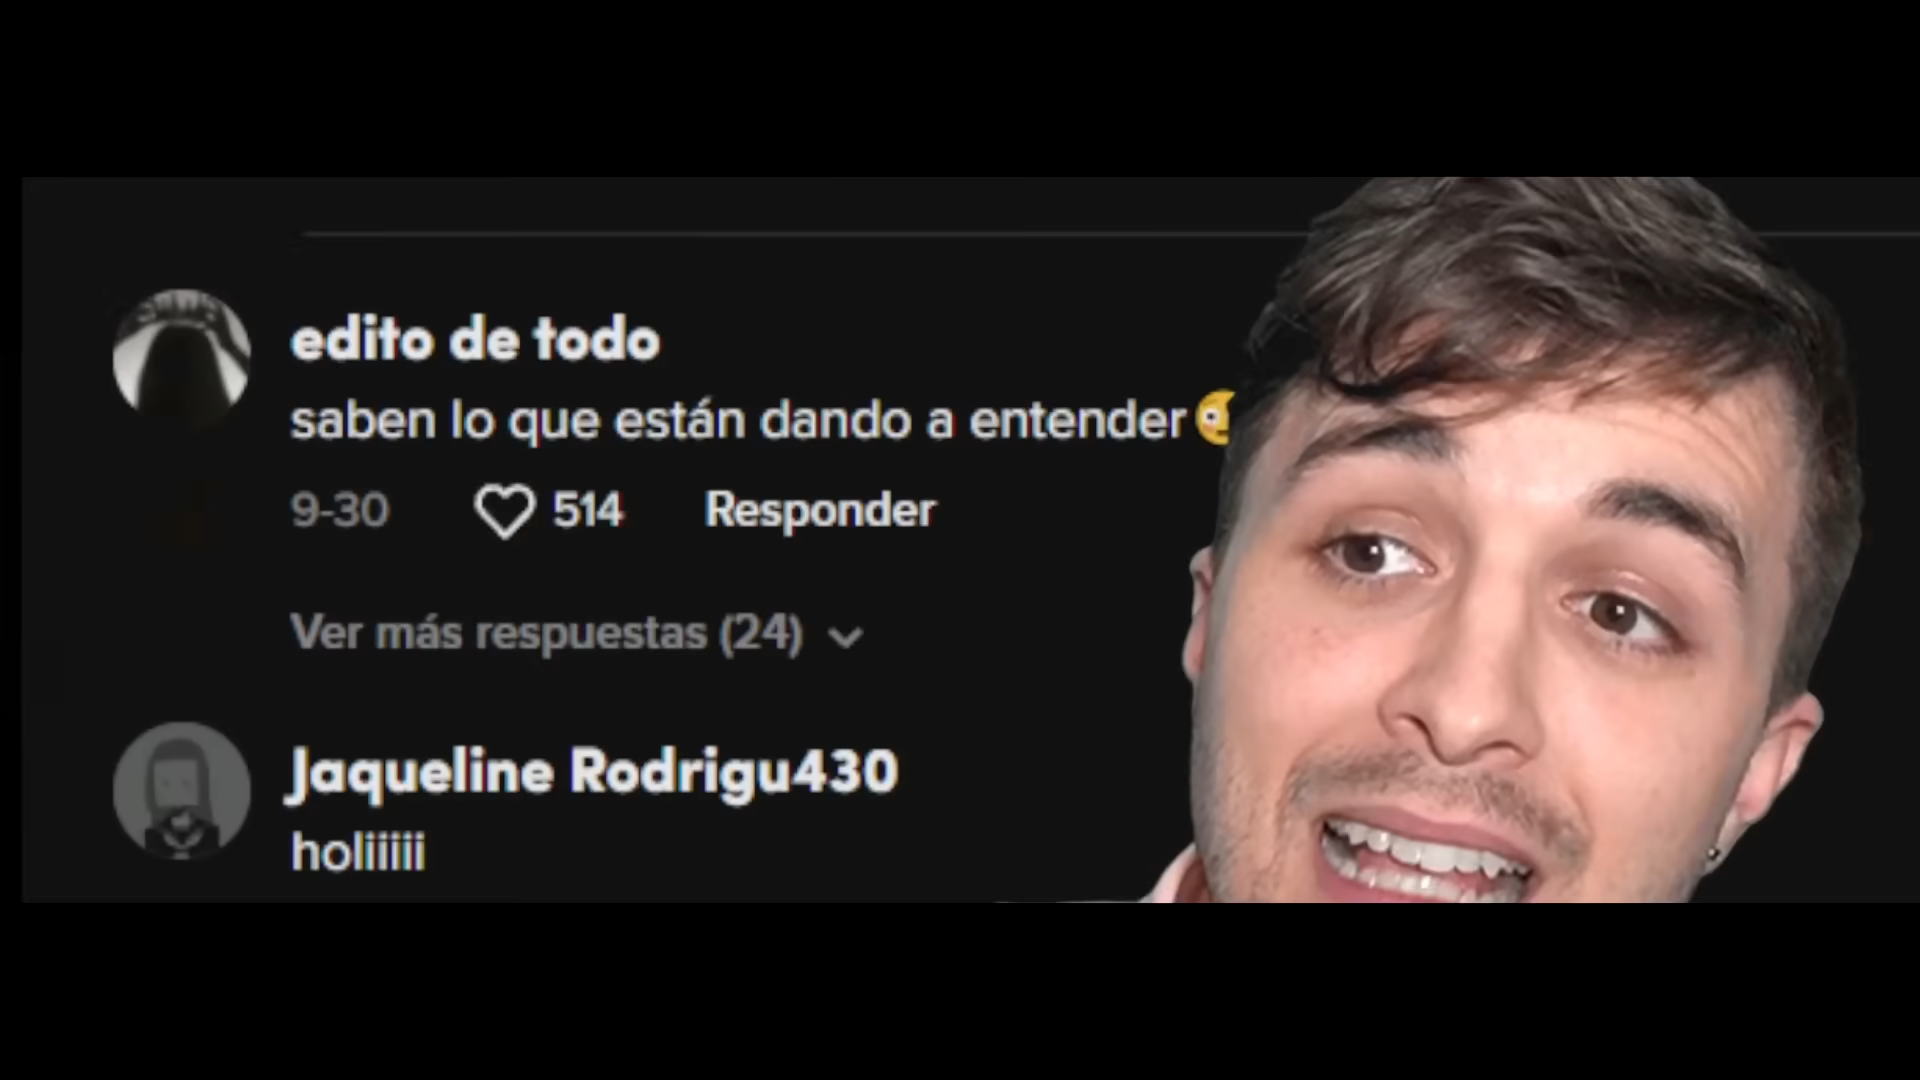 edito de todo
saben lo que están dando a entender
9-30 514 Responder
Ver más respuestas (24)
Jaqueline Rodrigu430
holiiiiii